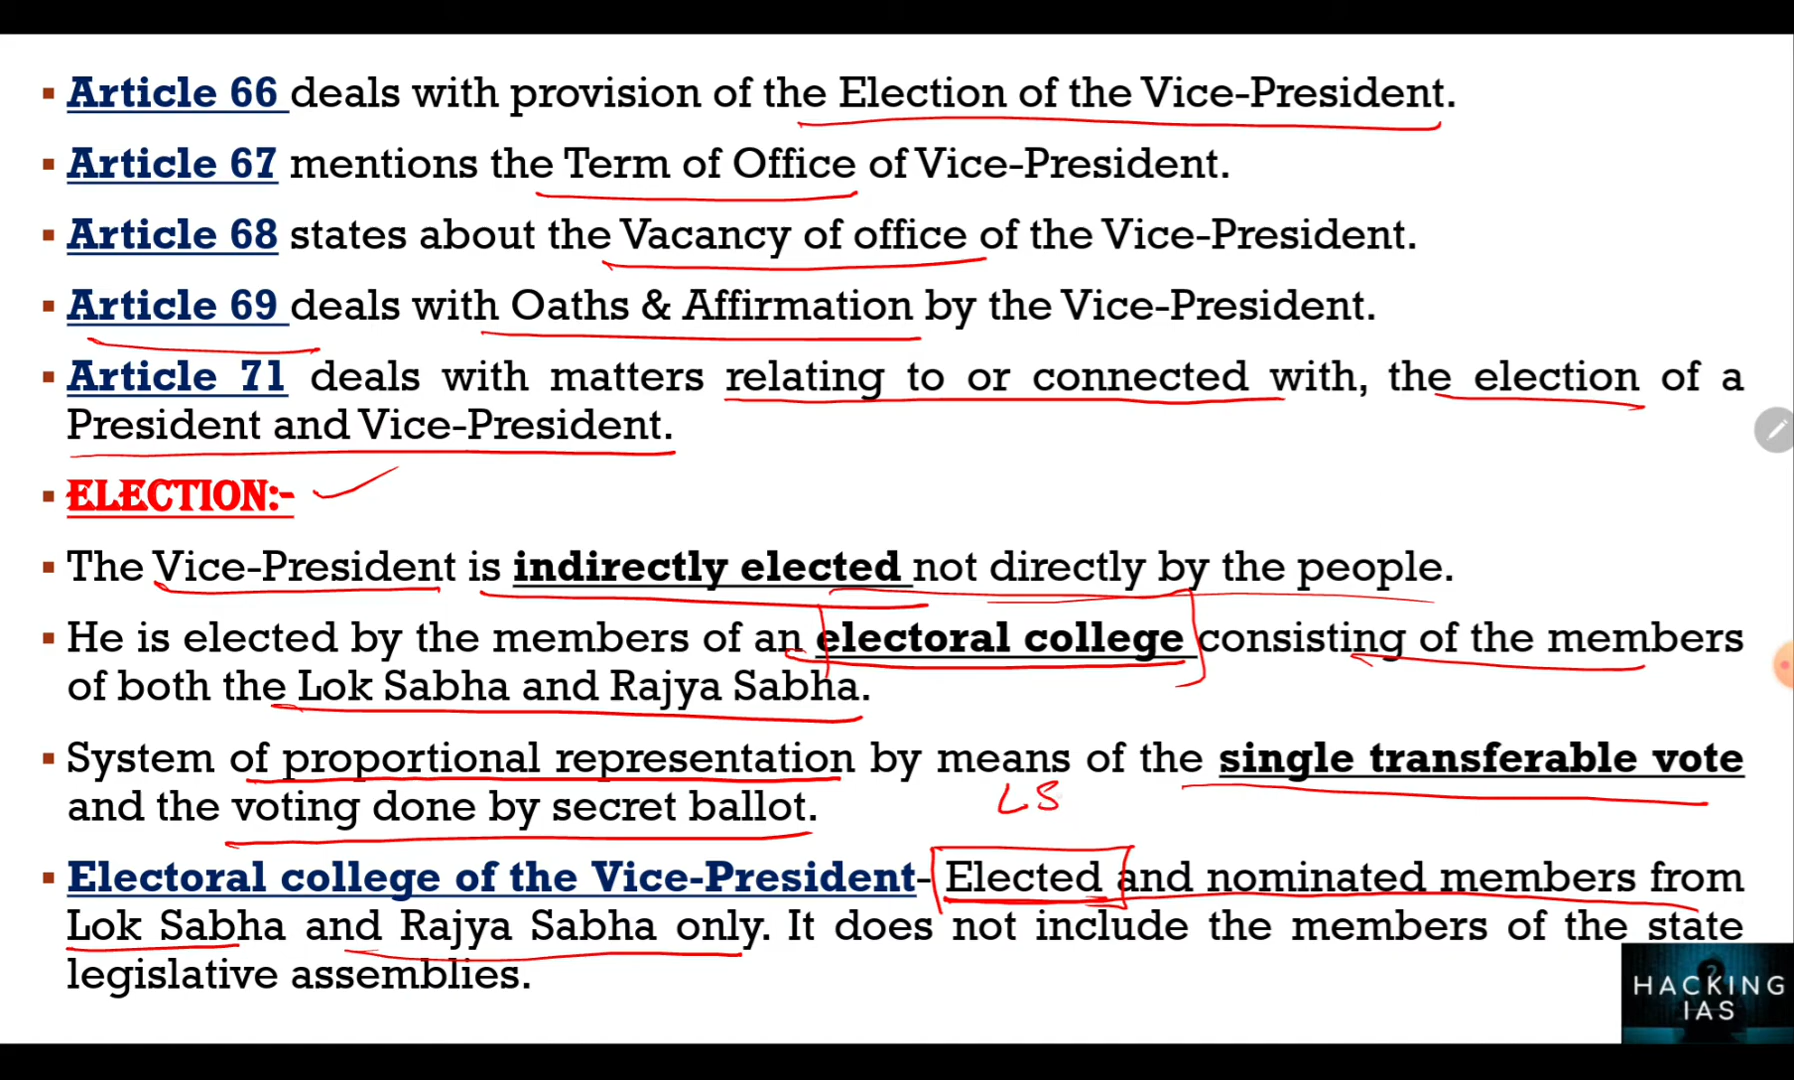 ▪ Article 66 deals with provision of the Election of the Vice-President.
▪ Article 67 mentions the Term of Office of Vice-President.
▪ Article 68 states about the Vacancy of office of the Vice-President.
▪ Article 69 deals with Oaths & Affirmation by the Vice-President.
▪ Article 71 deals with matters relating to or connected with, the election of a
President and Vice-President.
▪ ELECTION:-
▪ The Vice-President is indirectly elected not directly by the people.
▪ He is elected by the members of an electoral college consisting of the members
of both the Lok Sabha and Rajya Sabha.
▪ System of proportional representation by means of the single transferable vote
LS
and the voting done by secret ballot.
▪ Electoral college of the Vice-President- Elected and nominated members from
Lok Sabha and Rajya Sabha only. It does not include the members of the state
legislative assemblies.
HACKING
IAS